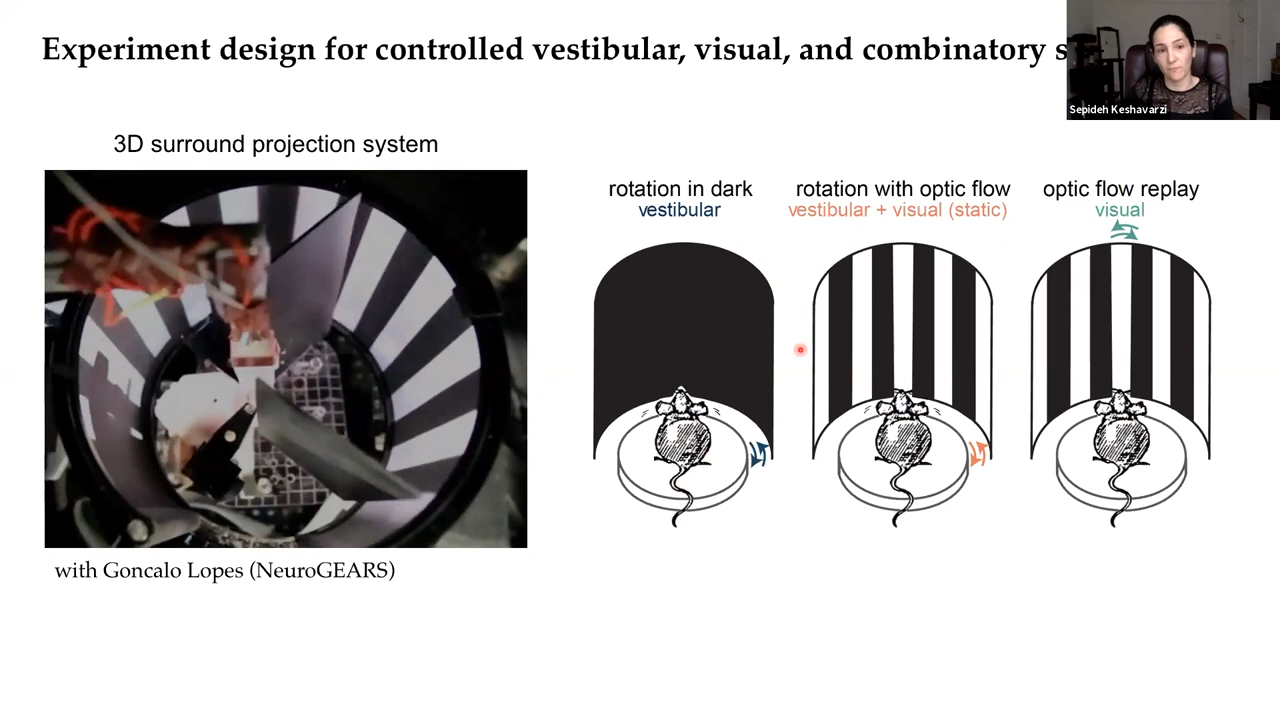 Experiment design for controlled vestibular, visual, and combinatory
Sepideh Keshavarzi
3D surround projection system
rotation in dark
vestibular
rotation with optic flow
vestibular + visual (static)
optic flow replay
visual
with Goncalo Lopes (NeuroGEARS)